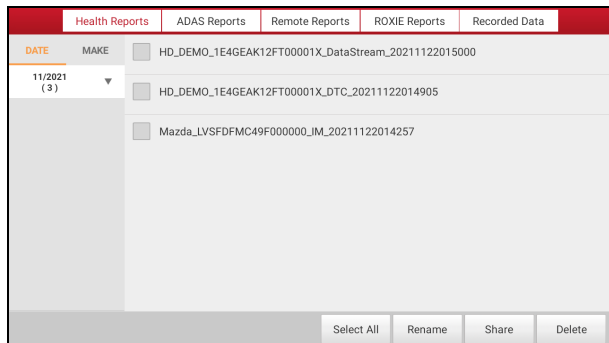 Health Reports
ADAS Reports
Remote Reports
ROXIE Reports
Recorded Data
DATE
MAKE
11/2021
( 3 )
HD_DEMO_1E4GEAK12FT00001X_DataStream_20211122015000
HD_DEMO_1E4GEAK12FT00001X_DTC_20211122014905
Mazda_LVSFDFMC49F000000_IM_20211122014257
Select All
Rename
Share
Delete